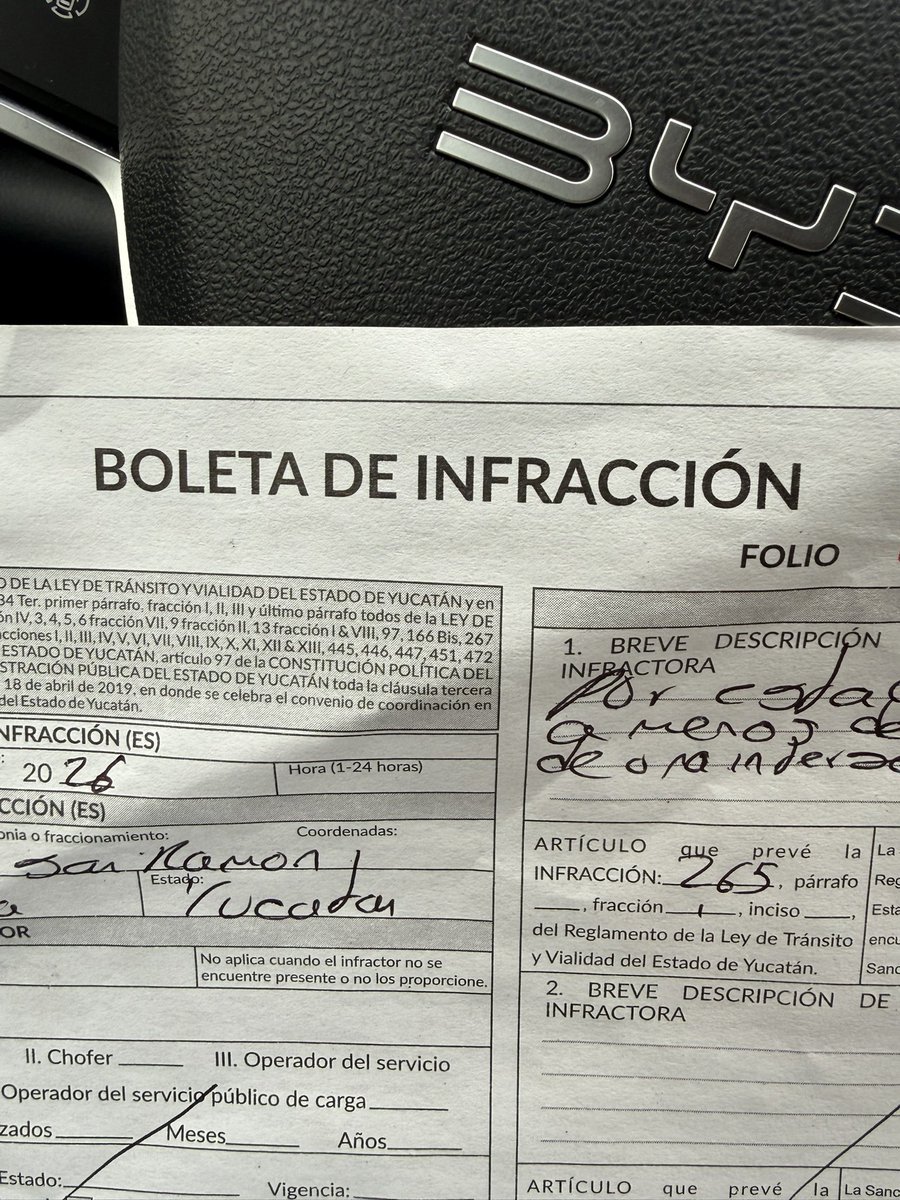 BYD
BOLETA DE INFRACCIÓN
FOLIO
O DE LA LEY DE TRÁNSITO Y VIALIDAD DEL ESTADO DE YUCATÁN y en
34 Ter. primer párrafo, fracción I, II, III y último párrafo todos de la LEY DE
ón IV, 3, 4, 5, 6 fracción VII, 9 fracción II, 13 fracción I & VIII, 97, 166 Bis, 267
cciones I, II, III, IV, V, VI, VII, VIII, IX, X, XI, XII & XIII, 445, 446, 447, 451, 472
ESTADO DE YUCATÁN, artículo 97 de la CONSTITUCIÓN POLÍTICA DEL
STRACIÓN PÚBLICA DEL ESTADO DE YUCATÁN toda la cláusula tercera
18 de abril de 2019, en donde se celebra el convenio de coordinación en
del Estado de Yucatán.
NFRACCIÓN (ES)
2026
Hora (1-24 horas)
CCIÓN (ES)
onia o fraccionamiento:
Coordenadas:
San Ramon
Estado:
Yucatan
OR
No aplica cuando el infractor no se
encuentre presente o no los proporcione.
II. Chofer III. Operador del servicio
Operador del servicio público de carga
zados Meses Años
Estado: Vigencia:
1. BREVE DESCRIPCIÓN
INFRACTORA
Por esta
a menos de
de una interse
ARTÍCULO que prevé la
INFRACCIÓN: 265, párrafo
, fracción 1, inciso ,
del Reglamento de la Ley de Tránsito
y Vialidad del Estado de Yucatán.
La
Reg
Esta
encu
Sanc
2. BREVE DESCRIPCIÓN DE
INFRACTORA
ARTÍCULO que prevé la
La Sanc